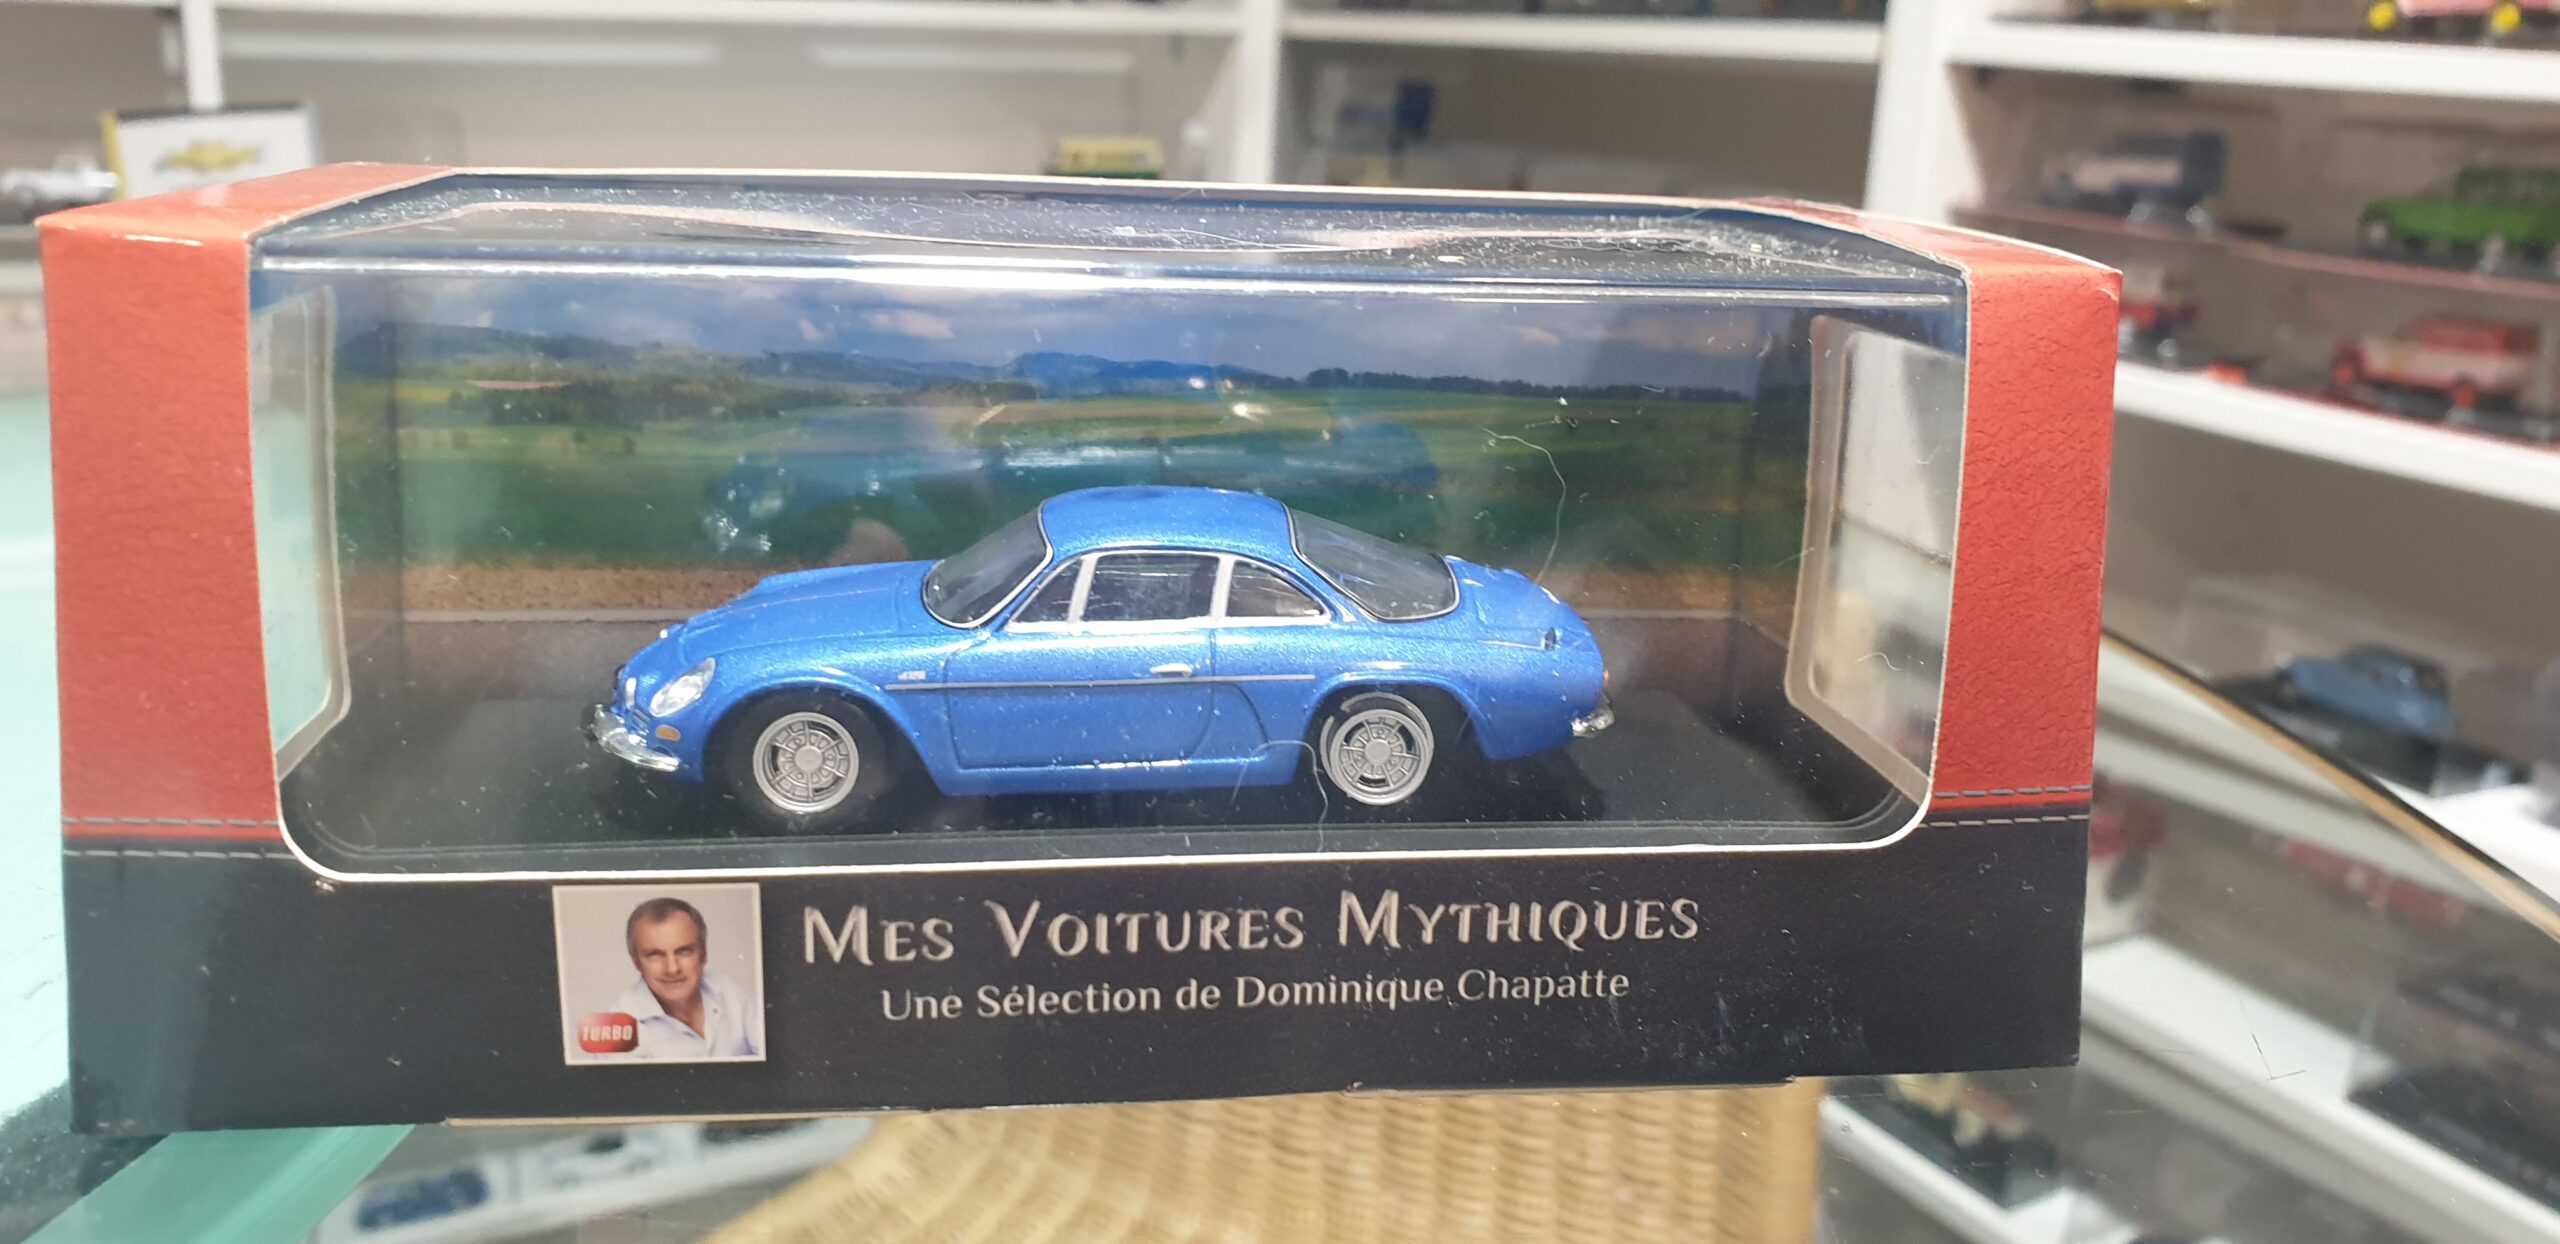 Mes Voitures Mythiques
Une Sélection de Dominique Chapatte
TURBO